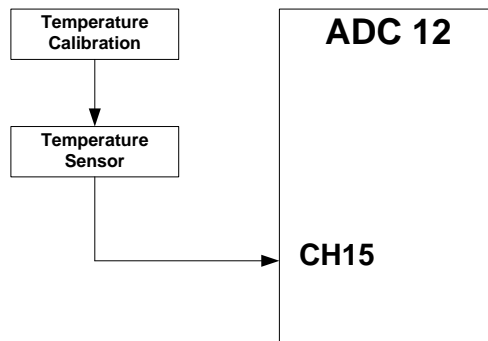 Temperature
Calibration
ADC 12
Temperature
Sensor
CH15